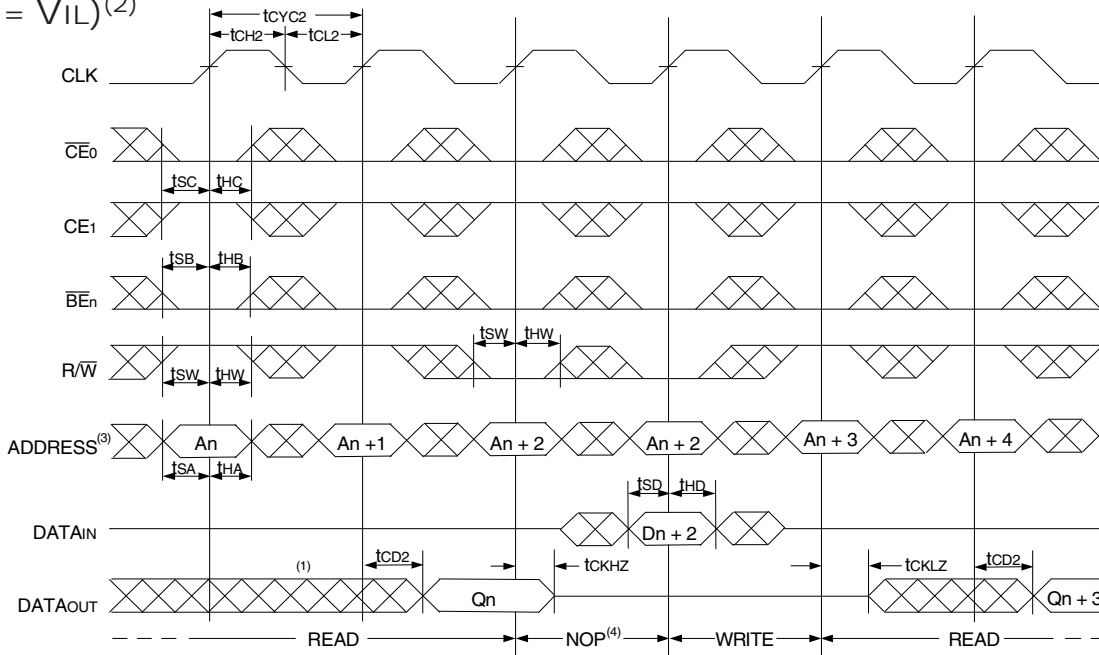 = VIL)(2)
tCYC2
tCH2 tCL2
CLK
CE0
tSC tHC
CE1
tSB tHB
BEn
tSW tHW
R/W
tSW tHW
ADDRESS(3) An An +1 An + 2 An + 2 An + 3 An + 4
tSA tHA
tSD tHD
DATAIN Dn + 2
tCD2 tCKHZ tCKLZ tCD2
(1)
DATAOUT Qn Qn + 3
READ NOP(4) WRITE READ